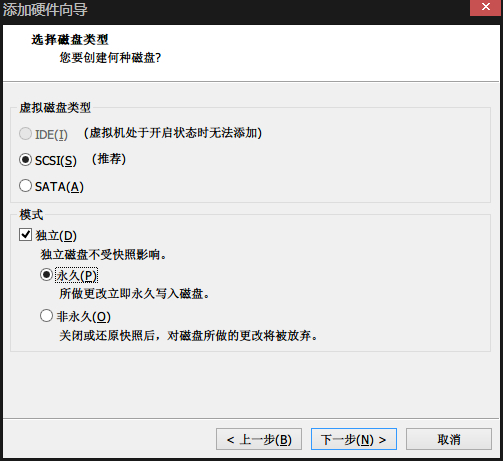 添加硬件向导
选择磁盘类型
您要创建何种磁盘?
虚拟磁盘类型
IDE(I) (虚拟机处于开启状态时无法添加)
SCSI(S) (推荐)
SATA(A)
模式
独立(D)
独立磁盘不受快照影响。
永久(P)
所做更改立即永久写入磁盘。
非永久(O)
关闭或还原快照后，对磁盘所做的更改将被放弃。
< 上一步(B) 下一步(N) > 取消